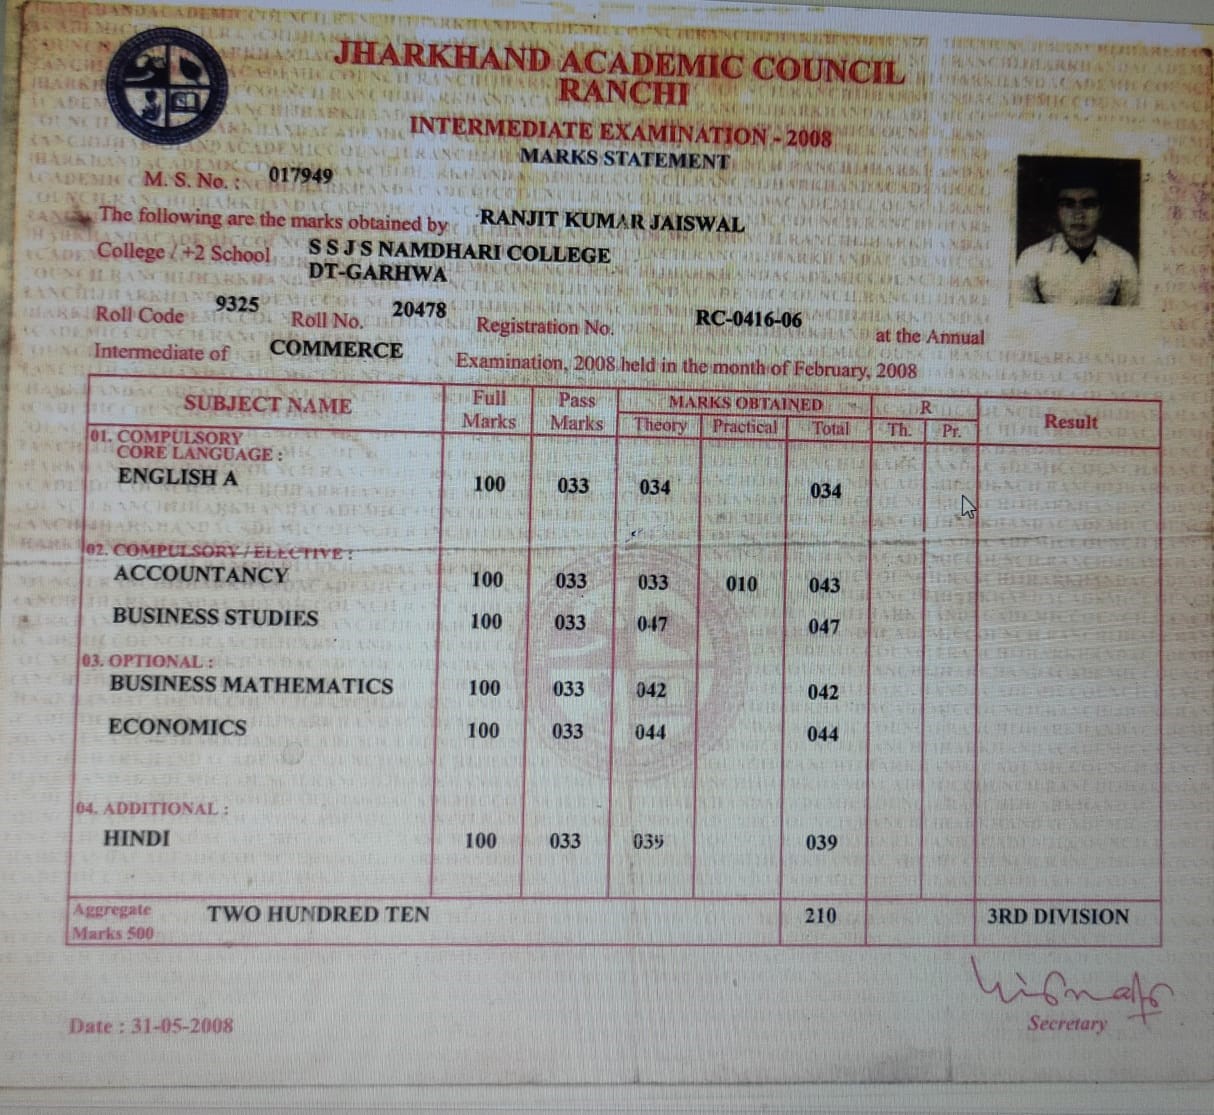 JHARKHAND ACADEMIC COUNCIL
RANCHI
INTERMEDIATE EXAMINATION - 2008
MARKS STATEMENT
M. S. No. : 017949
The following are the marks obtained by RANJIT KUMAR JAISWAL
College / +2 School S S J S NAMDHARI COLLEGE
DT-GARHWA
Roll Code 9325 Roll No. 20478 Registration No. RC-0416-06 at the Annual
Intermediate of COMMERCE Examination, 2008 held in the month of February, 2008
SUBJECT NAME Full Marks Pass Marks MARKS OBTAINED R Result
Theory Practical Total Th. Pr.
01. COMPULSORY
CORE LANGUAGE :
ENGLISH A 100 033 034 034
02. COMPULSORY / ELECTIVE :
ACCOUNTANCY 100 033 033 010 043
BUSINESS STUDIES 100 033 047 047
03. OPTIONAL :
BUSINESS MATHEMATICS 100 033 042 042
ECONOMICS 100 033 044 044
04. ADDITIONAL :
HINDI 100 033 039 039
Aggregate Marks 500 TWO HUNDRED TEN 210 3RD DIVISION
Date : 31-05-2008
Secretary